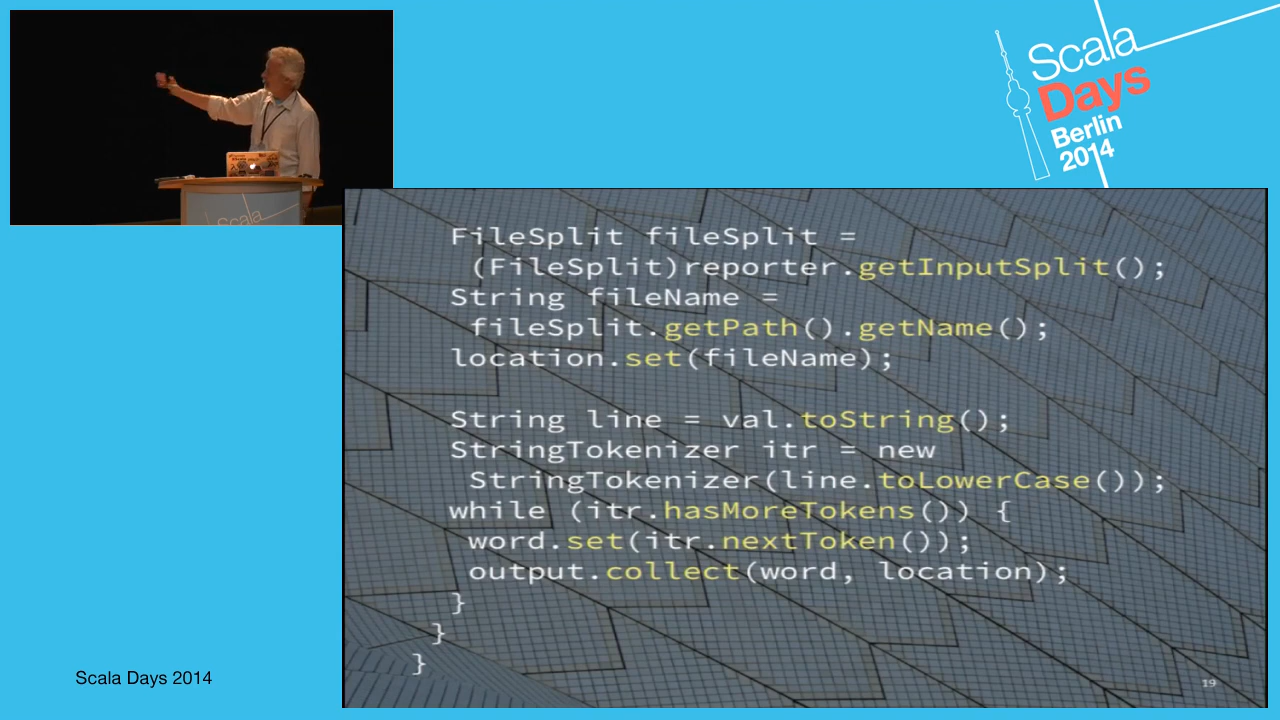 Scala
Days
Berlin
2014
Scala
FileSplit fileSplit =
(FileSplit)reporter.getInputSplit();
String fileName =
fileSplit.getPath().getName();
location.set(fileName);
String line = val.toString();
StringTokenizer itr = new
StringTokenizer(line.toLowerCase());
while (itr.hasMoreTokens()) {
word.set(itr.nextToken());
output.collect(word, location);
}
}
}
19
Scala Days 2014